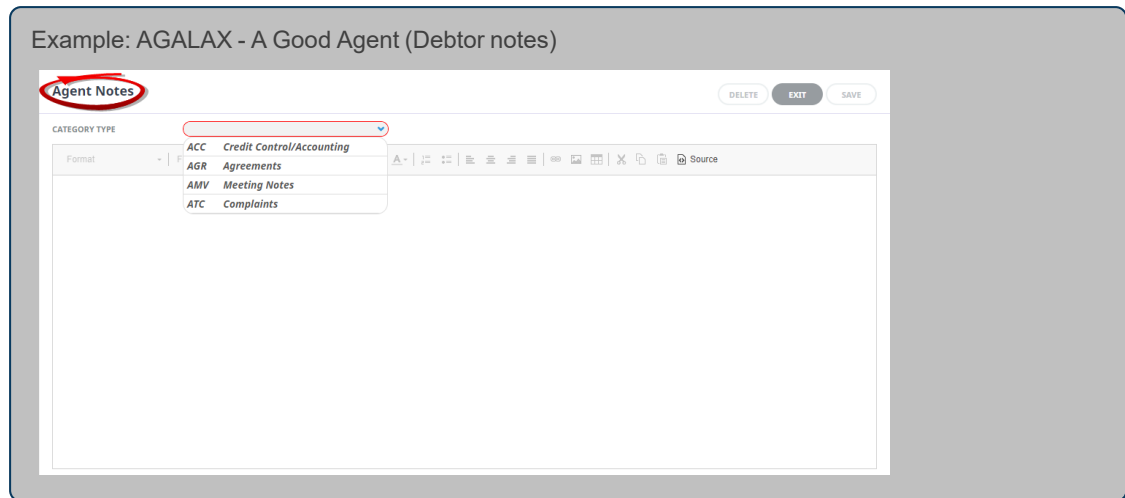 Example: AGALAX - A Good Agent (Debtor notes)
Agent Notes
DELETE EXIT SAVE
CATEGORY TYPE
ACC Credit Control/Accounting
Format F A Source
AGR Agreements
AMV Meeting Notes
ATC Complaints